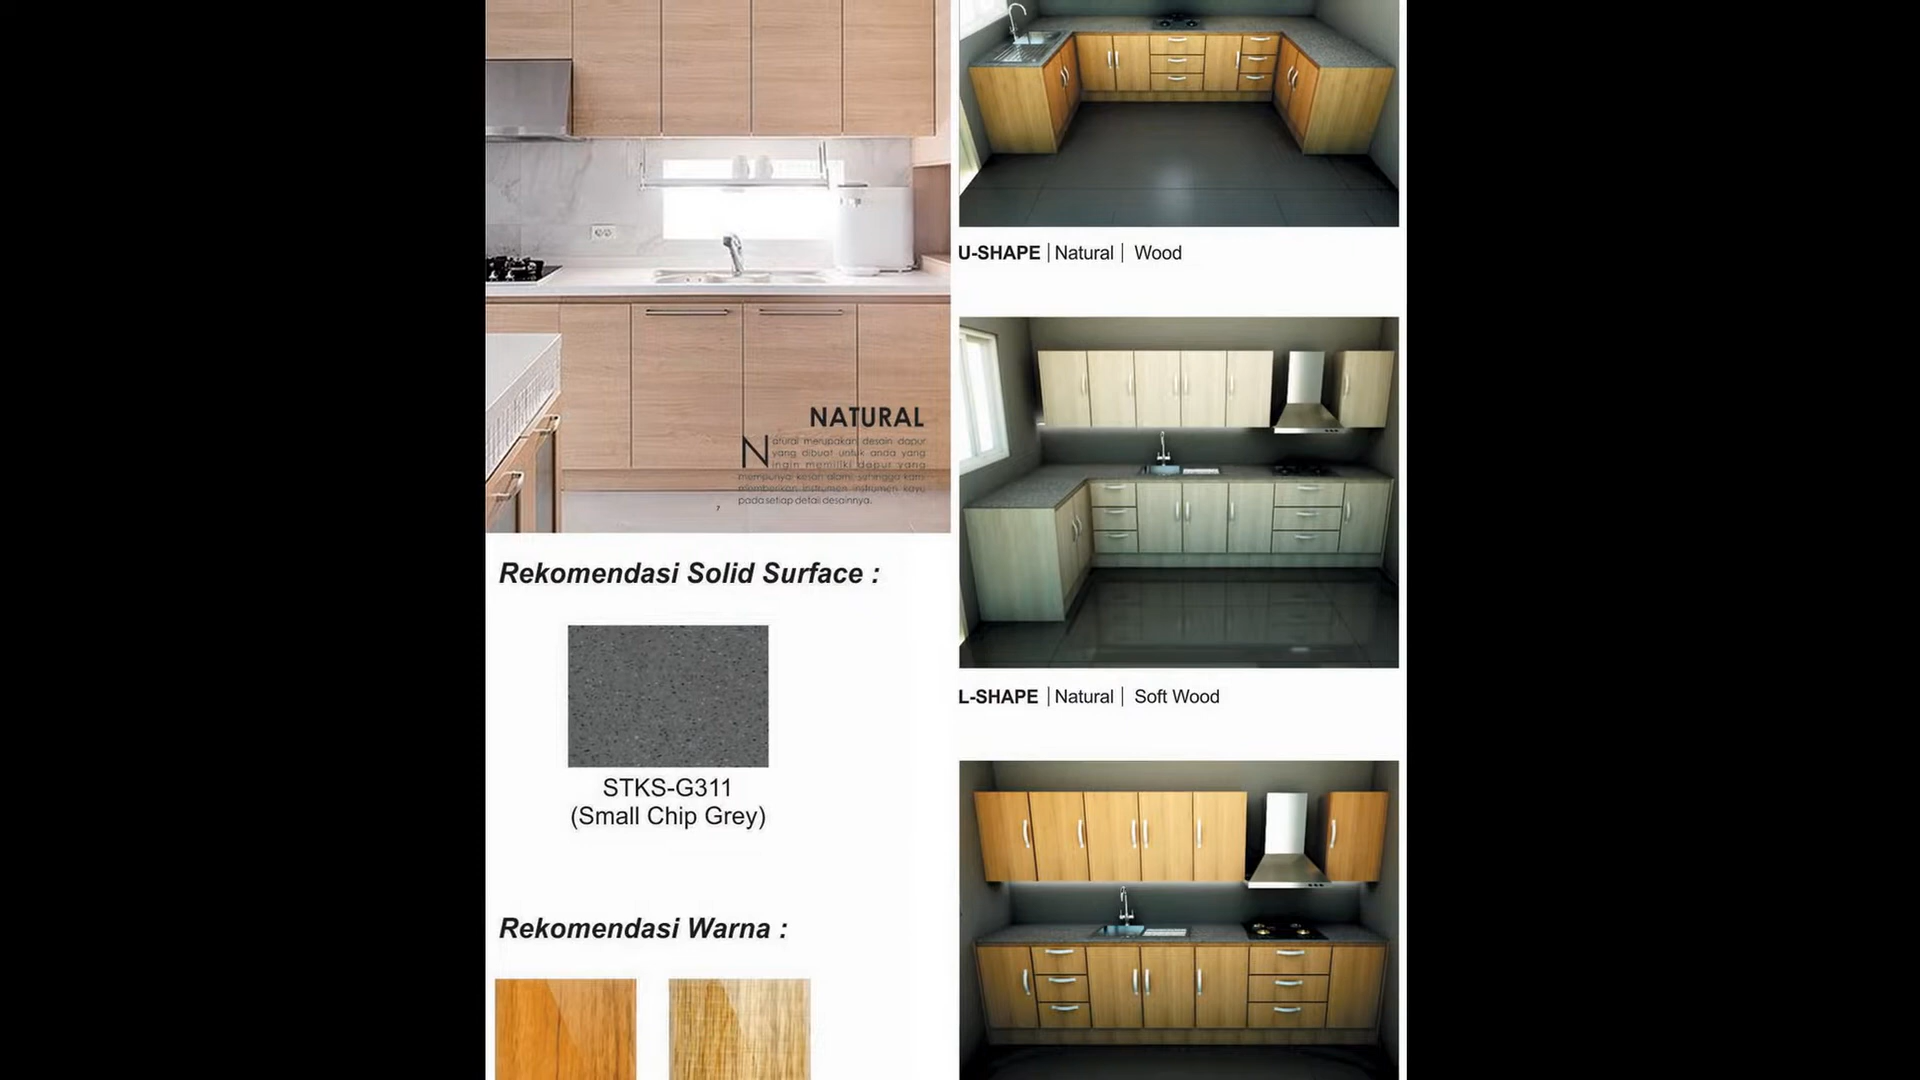 NATURAL
Natural merupakan desain dapur
yang dibuat untuk anda yang
ingin memiliki dapur yang
mempunyai kesan alami, sehingga kami
memberikan instrumen instrumen kayu
pada setiap detail desainnya.
7
Rekomendasi Solid Surface :
STKS-G311
(Small Chip Grey)
Rekomendasi Warna :
U-SHAPE | Natural | Wood
L-SHAPE | Natural | Soft Wood